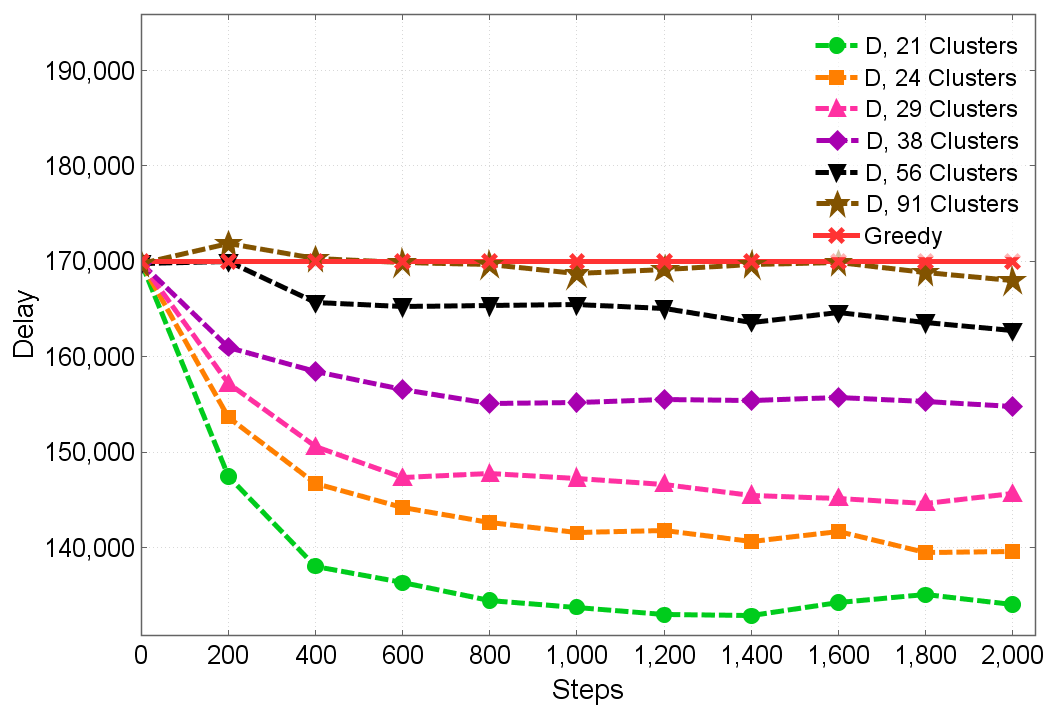 D, 21 Clusters
D, 24 Clusters
D, 29 Clusters
D, 38 Clusters
D, 56 Clusters
D, 91 Clusters
Greedy
190,000
180,000
170,000
160,000
150,000
140,000
Delay
0 200 400 600 800 1,000 1,200 1,400 1,600 1,800 2,000
Steps